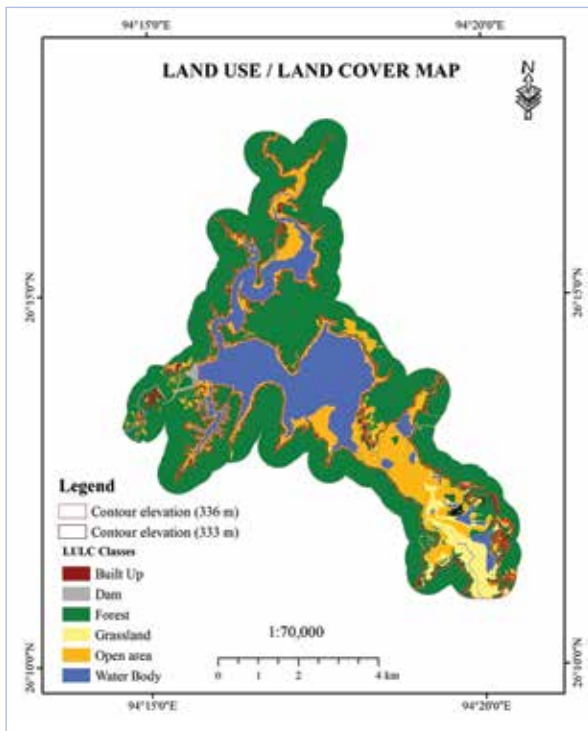 94°15'0"E 94°20'0"E
LAND USE / LAND COVER MAP
N
26°15'0"N 26°15'0"N
Legend
Contour elevation (336 m)
Contour elevation (333 m)
LULC Classes
Built Up
Dam
Forest
Grassland
Open area
Water Body
1:70,000
0 1 2 4 km
26°10'0"N 26°10'0"N
94°15'0"E 94°20'0"E